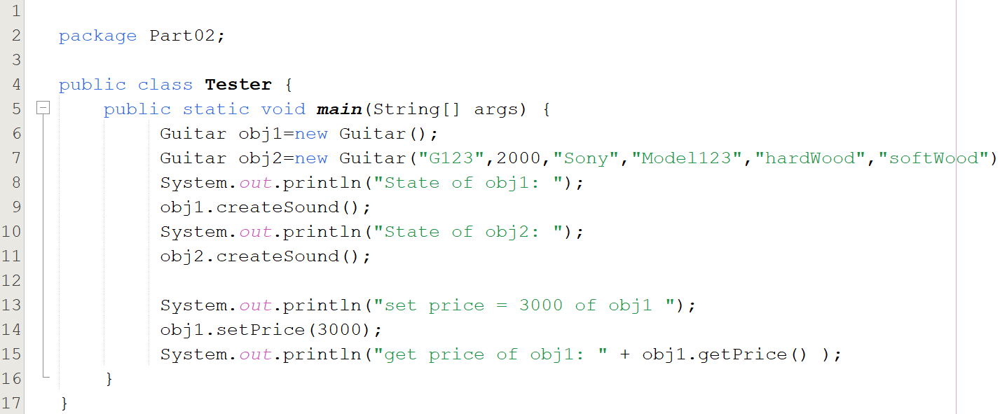 1
2 package Part02;
3
4 public class Tester {
5 public static void main(String[] args) {
6 Guitar obj1=new Guitar();
7 Guitar obj2=new Guitar("G123",2000,"Sony","Model123","hardWood","softWood")
8 System.out.println("State of obj1: ");
9 obj1.createSound();
10 System.out.println("State of obj2: ");
11 obj2.createSound();
12
13 System.out.println("set price = 3000 of obj1 ");
14 obj1.setPrice(3000);
15 System.out.println("get price of obj1: " + obj1.getPrice() );
16 }
17 }